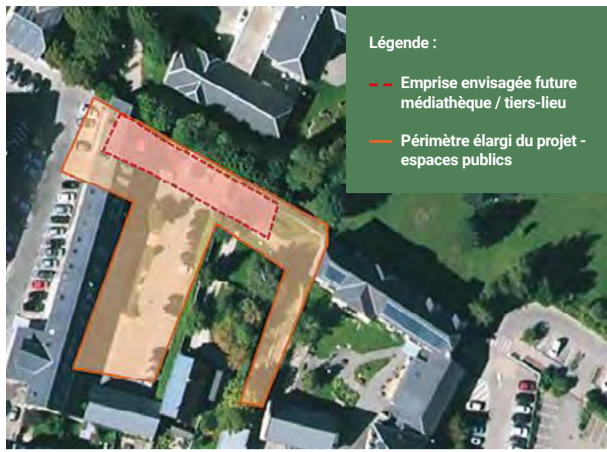 Légende :
Emprise envisagée future
médiathèque / tiers-lieu
Périmètre élargi du projet -
espaces publics